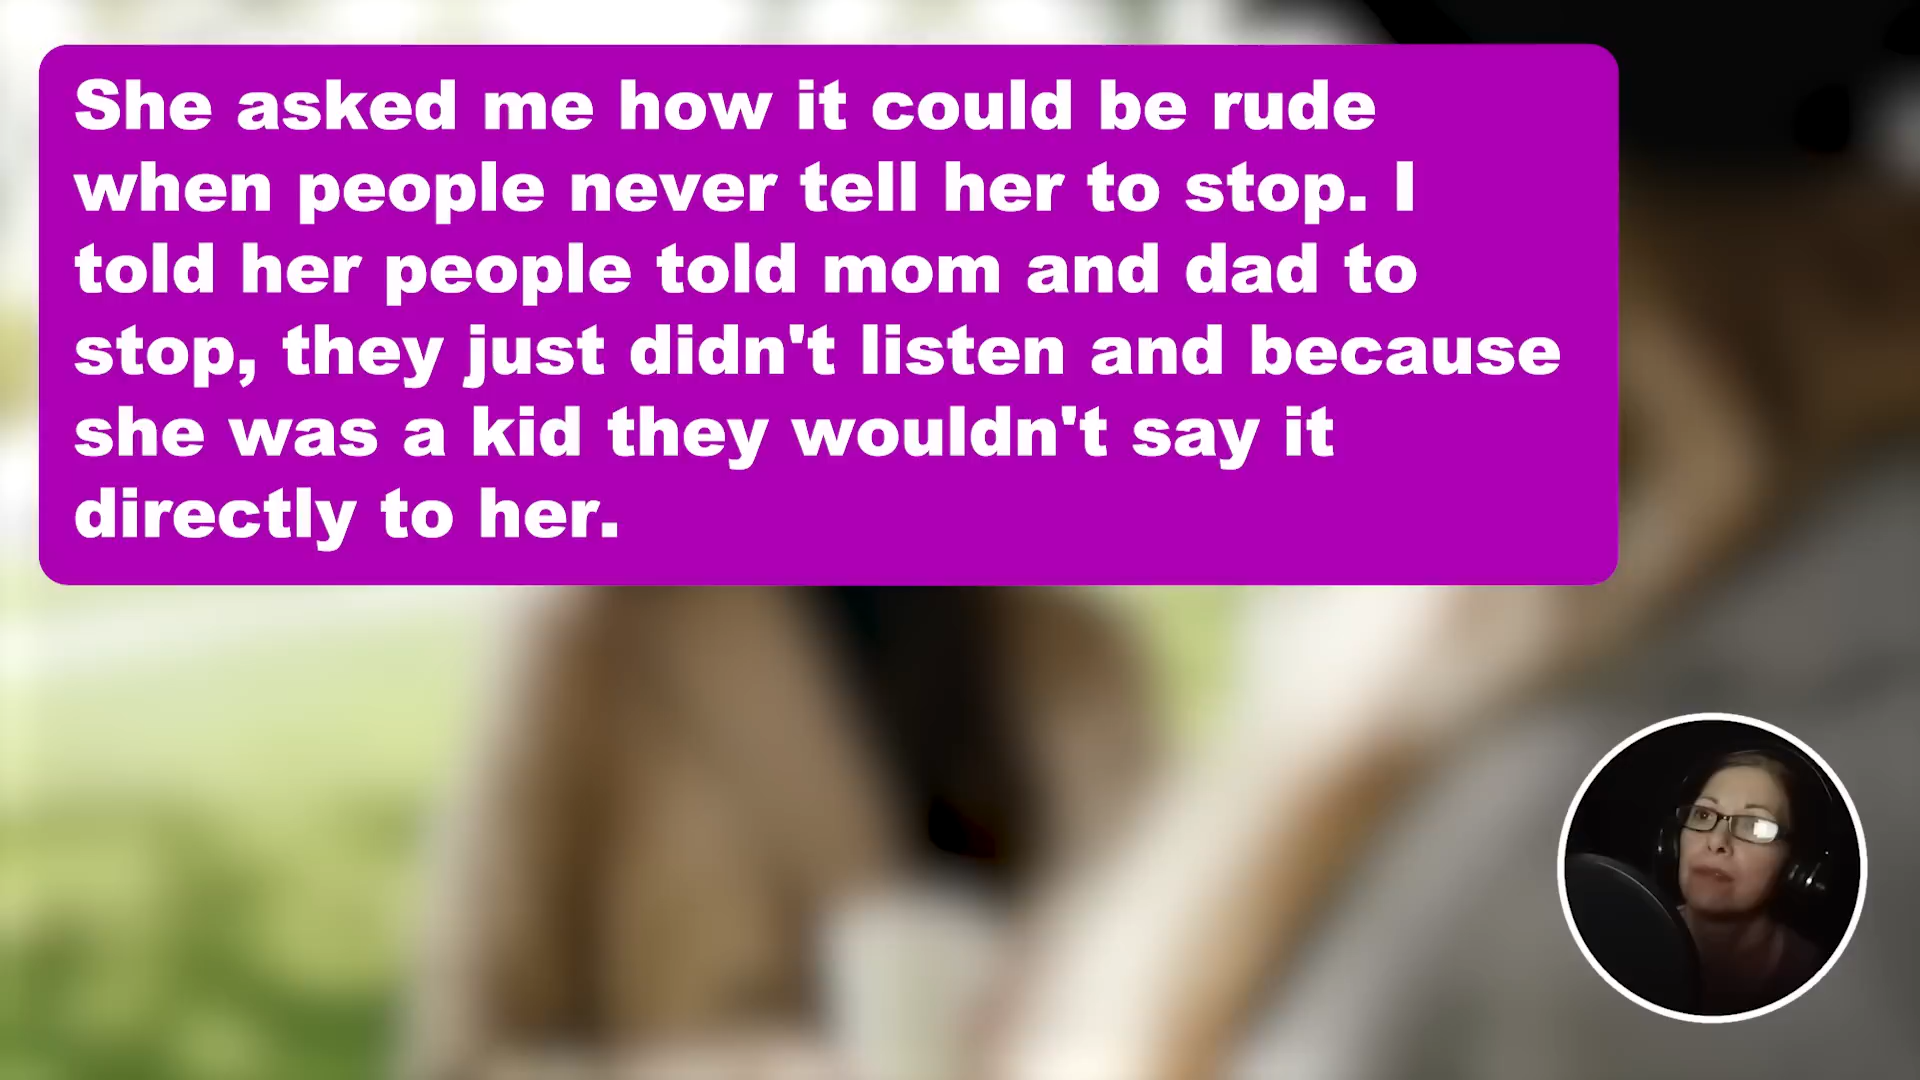 She asked me how it could be rude
when people never tell her to stop. I
told her people told mom and dad to
stop, they just didn't listen and because
she was a kid they wouldn't say it
directly to her.